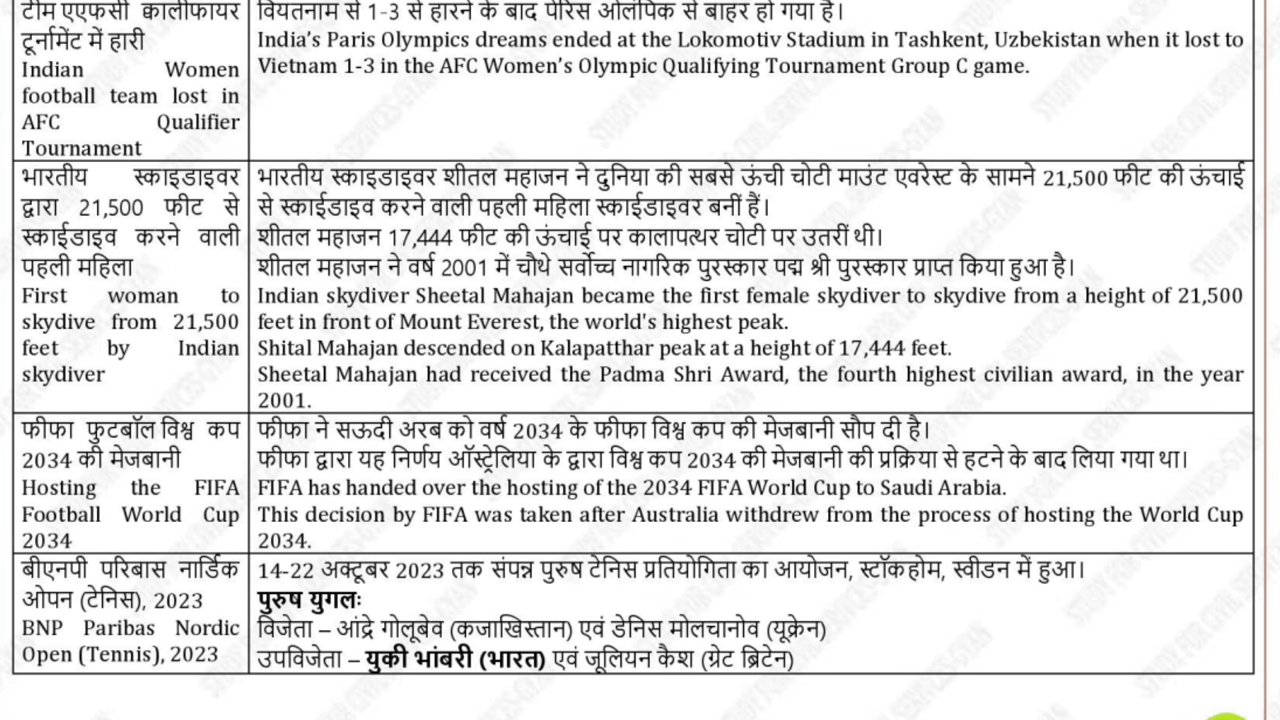 टीम एएफसी क्वालीफायर
टूर्नामेंट में हारी
Indian Women
football team lost in
AFC Qualifier
Tournament
वियतनाम से 1-3 से हारने के बाद पेरिस ओलंपिक से बाहर हो गया है।
India's Paris Olympics dreams ended at the Lokomotiv Stadium in Tashkent, Uzbekistan when it lost to
Vietnam 1-3 in the AFC Women's Olympic Qualifying Tournament Group C game.
भारतीय स्काइडाइवर
द्वारा 21,500 फीट से
स्काईडाइव करने वाली
पहली महिला
First woman to
skydive from 21,500
feet by Indian
skydiver
भारतीय स्काइडाइवर शीतल महाजन ने दुनिया की सबसे ऊंची चोटी माउंट एवरेस्ट के सामने 21,500 फीट की ऊंचाई
से स्काईडाइव करने वाली पहली महिला स्काईडाइवर बनीं हैं।
शीतल महाजन 17,444 फीट की ऊंचाई पर कालापत्थर चोटी पर उतरीं थी।
शीतल महाजन ने वर्ष 2001 में चौथे सर्वोच्च नागरिक पुरस्कार पद्म श्री पुरस्कार प्राप्त किया हुआ है।
Indian skydiver Sheetal Mahajan became the first female skydiver to skydive from a height of 21,500
feet in front of Mount Everest, the world's highest peak.
Shital Mahajan descended on Kalapatthar peak at a height of 17,444 feet.
Sheetal Mahajan had received the Padma Shri Award, the fourth highest civilian award, in the year
2001.
फीफा फुटबॉल विश्व कप
2034 की मेजबानी
Hosting the FIFA
Football World Cup
2034
फीफा ने सऊदी अरब को वर्ष 2034 के फीफा विश्व कप की मेजबानी सौप दी है।
फीफा द्वारा यह निर्णय ऑस्ट्रेलिया के द्वारा विश्व कप 2034 की मेजबानी की प्रक्रिया से हटने के बाद लिया गया था।
FIFA has handed over the hosting of the 2034 FIFA World Cup to Saudi Arabia.
This decision by FIFA was taken after Australia withdrew from the process of hosting the World Cup
2034.
बीएनपी परिबास नार्डिक
ओपन (टेनिस), 2023
BNP Paribas Nordic
Open (Tennis), 2023
14-22 अक्टूबर 2023 तक संपन्न पुरुष टेनिस प्रतियोगिता का आयोजन, स्टॉकहोम, स्वीडन में हुआ।
पुरुष युगलः
विजेता – आंद्रे गोलूबेव (कजाखिस्तान) एवं डेनिस मोलचानोव (यूक्रेन)
उपविजेता – युकी भांबरी (भारत) एवं जूलियन कैश (ग्रेट ब्रिटेन)